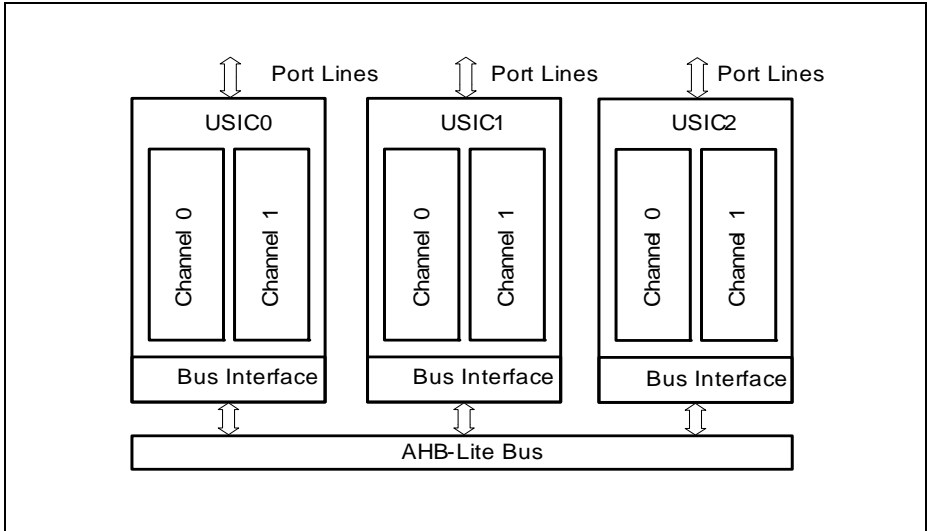 Port Lines
Port Lines
Port Lines
USIC0
USIC1
USIC2
Channel 0
Channel 1
Channel 0
Channel 1
Channel 0
Channel 1
Bus Interface
Bus Interface
Bus Interface
AHB-Lite Bus